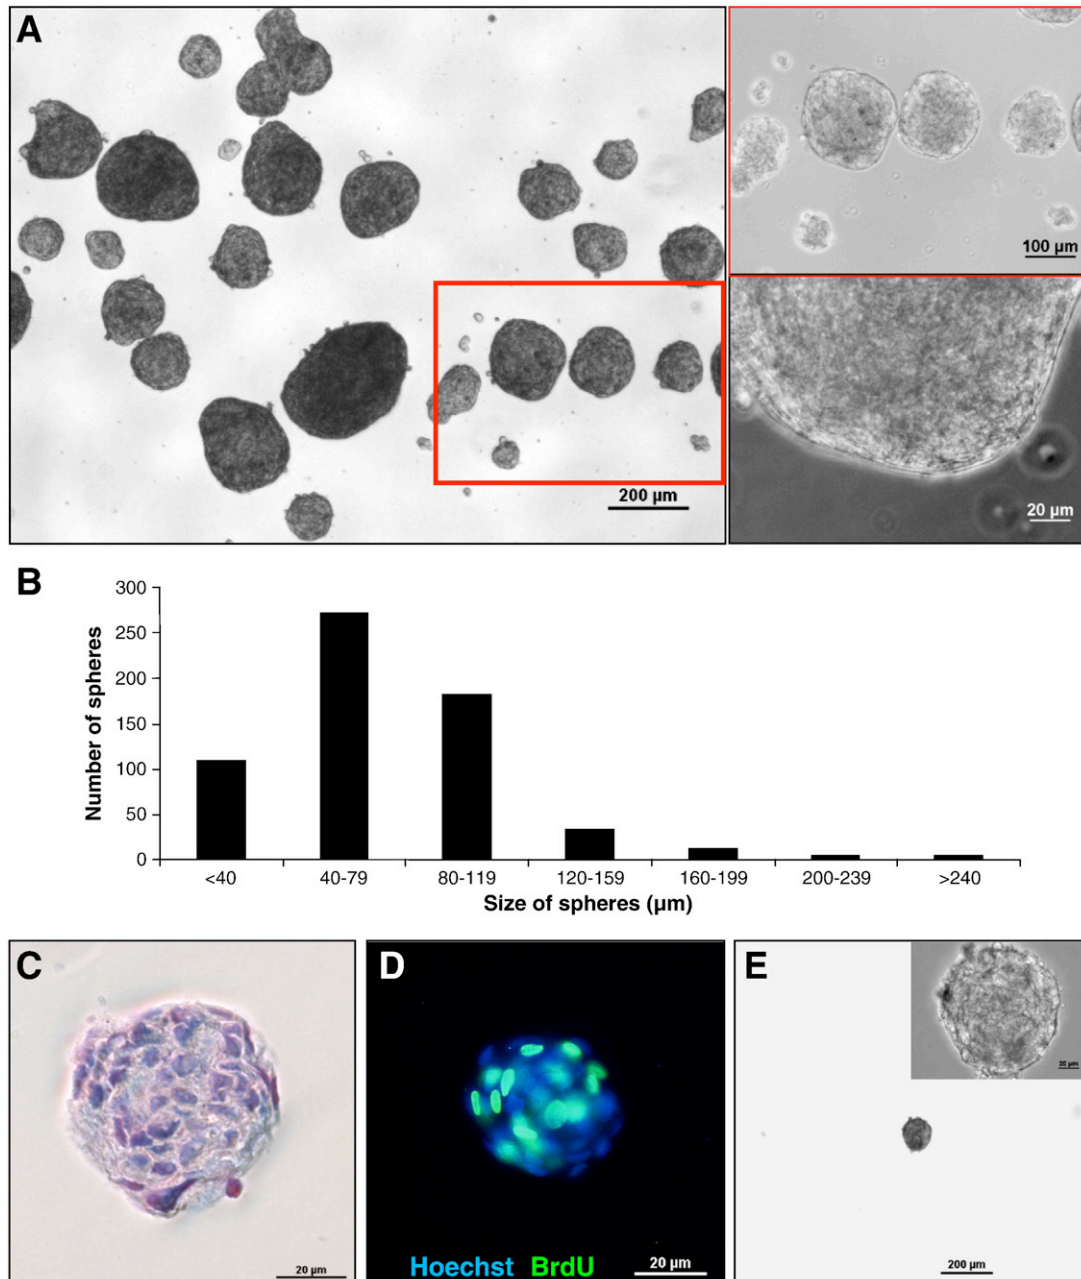 A
200 µm
100 µm
20 µm
B
Number of spheres
300
250
200
150
100
50
0
<40 40-79 80-119 120-159 160-199 200-239 >240
Size of spheres (µm)
C
20 µm
D
Hoechst BrdU
20 µm
E
20 µm
200 µm